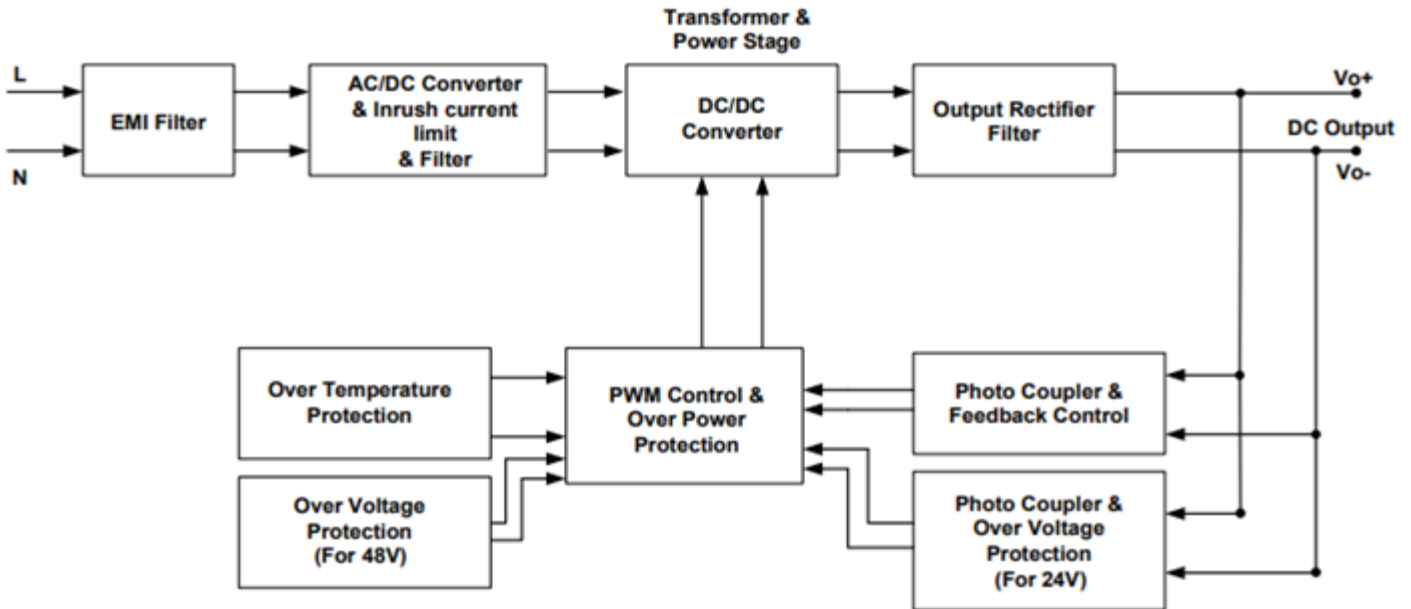 Transformer &
Power Stage
L
N
EMI Filter
AC/DC Converter
& Inrush current
limit
& Filter
DC/DC
Converter
Output Rectifier
Filter
Vo+
DC Output
Vo-
Over Temperature
Protection
PWM Control &
Over Power
Protection
Photo Coupler &
Feedback Control
Over Voltage
Protection
(For 48V)
Photo Coupler &
Over Voltage
Protection
(For 24V)